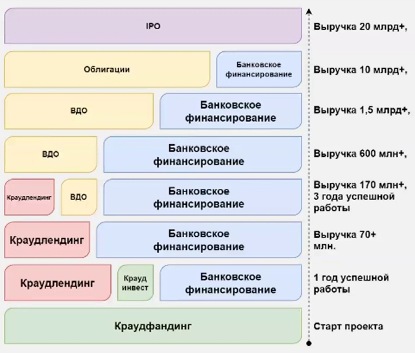 IPO
Выручка 20 млрд+,
Облигации
Банковское
финансирование
Выручка 10 млрд+,
ВДО
Банковское
финансирование
Выручка 1,5 млрд+,
ВДО
Банковское
финансирование
Выручка 600 млн+,
Краудлендинг
ВДО
Банковское
финансирование
Выручка 170 млн+,
3 года успешной
работы
Краудлендинг
Банковское
финансирование
Выручка 70+
млн.
Краудлендинг
Крауд
инвест
Банковское
финансирование
1 год успешной
работы
Краудфандинг
Старт проекта